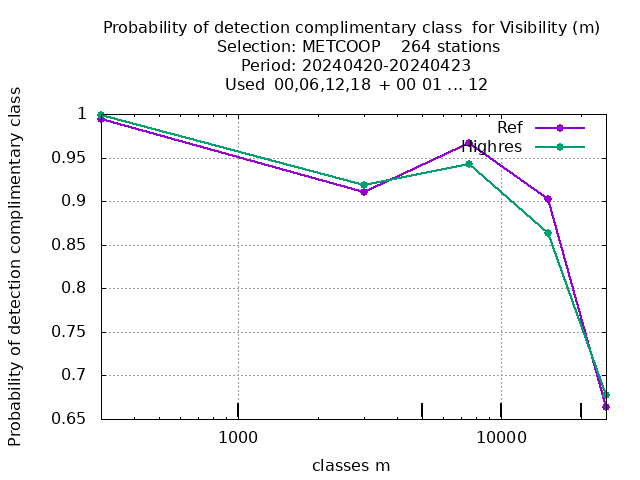 Probability of detection complimentary class  for Visibility (m)
Selection: METCOOP    264 stations
Period: 20240420-20240423
Used  00,06,12,18 + 00 01 ... 12
Probability of detection complimentary class
1
0.95
0.9
0.85
0.8
0.75
0.7
0.65
Ref
Highres
1000
10000
classes m